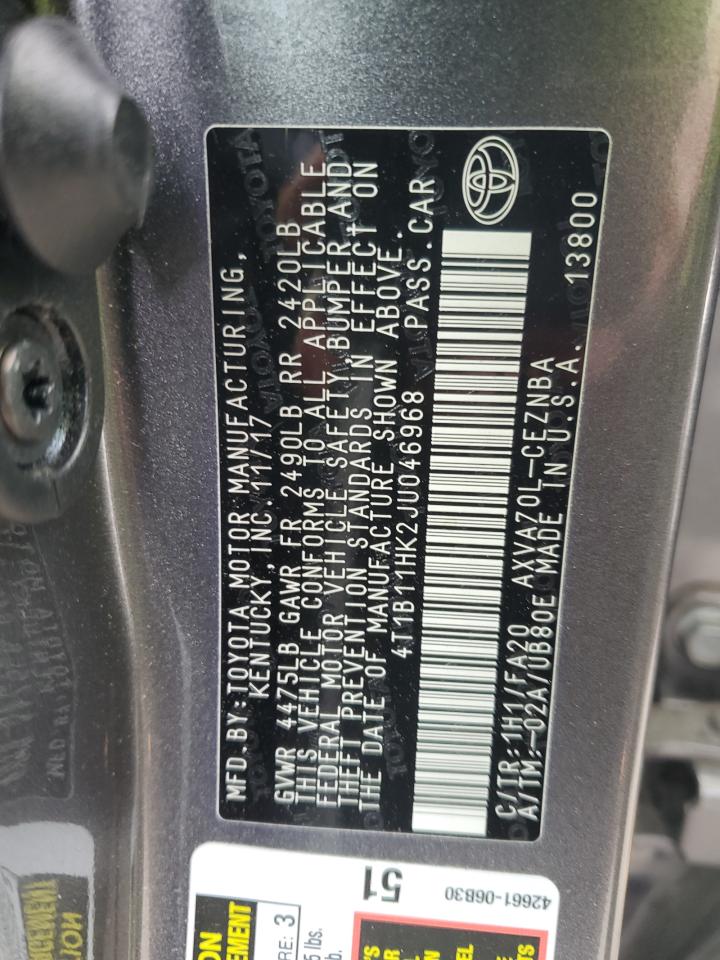 MFD.BY:TOYOTA MOTOR MANUFACTURING,
KENTUCKY,INC.11/17
GVWR 4475LB GAWR FR 2490LB RR 2420LB
THIS VEHICLE CONFORMS TO ALL APPLICABLE
FEDERAL MOTOR VEHICLE SAFETY,BUMPER,AND
THEFT PREVENTION STANDARDS IN EFFECT ON
THE DATE OF MANUFACTURE SHOWN ABOVE.
4T1B11HK2JU046968 PASS.CAR
C/TR:1H1/FA20 AXVA70L-CEZNBA
A/TM:-02A/UB80E MADE IN U.S.A. 13800
51
42661-06B30